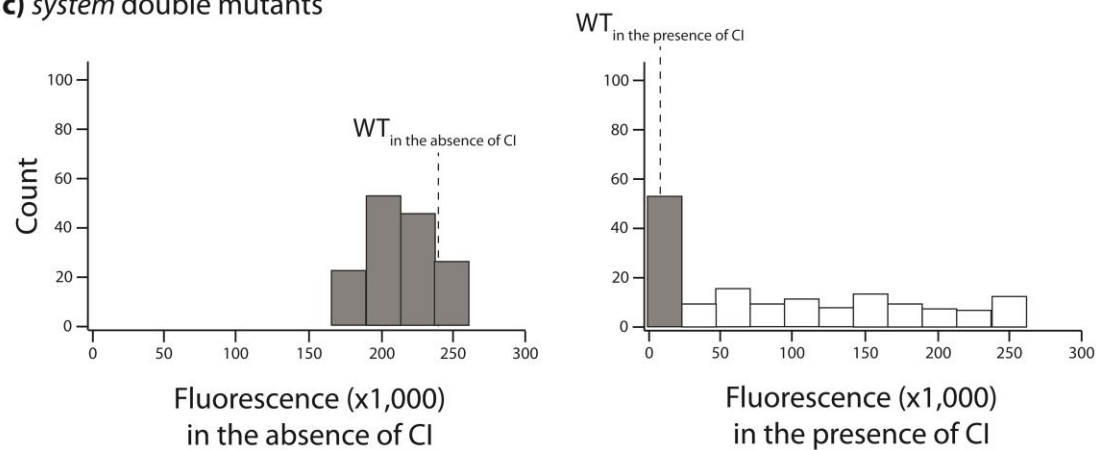 c) system double mutants
WT in the presence of CI
100
80
60
40
20
0
Count
WT in the absence of CI
0 50 100 150 200 250 300
Fluorescence (x1,000)
in the absence of CI
100
80
60
40
20
0
0 50 100 150 200 250 300
Fluorescence (x1,000)
in the presence of CI